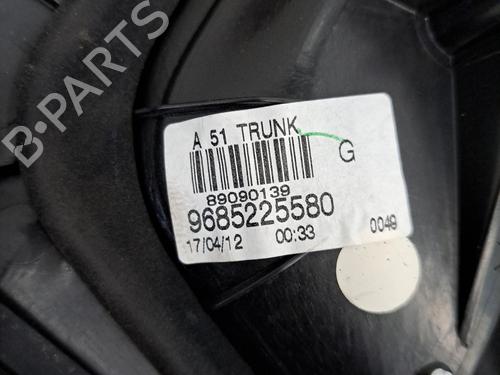 B-PARTS
A 51 TRUNK
G
89090139
9685225580
17/04/12 00:33 0049